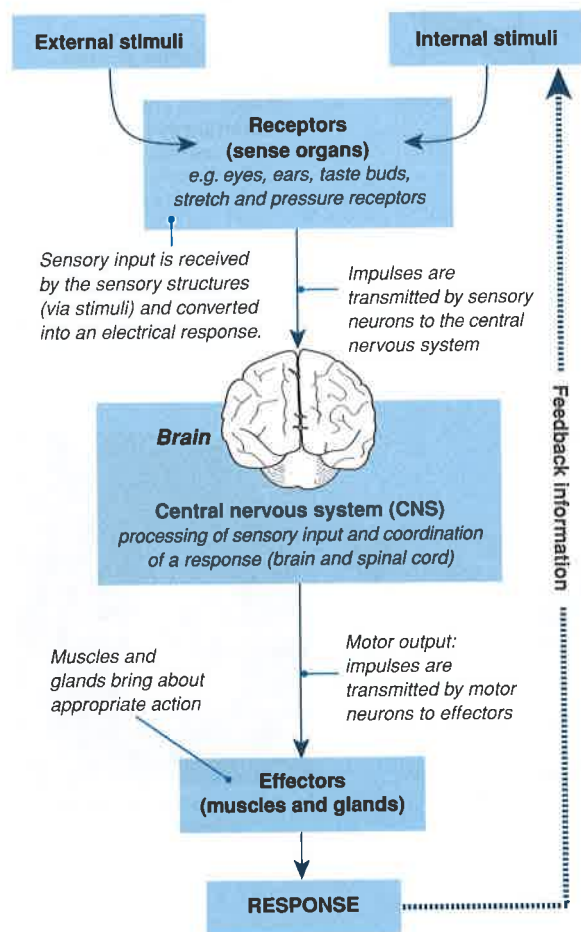 External stimuli
Internal stimuli
Receptors
(sense organs)
e.g. eyes, ears, taste buds,
stretch and pressure receptors
Sensory input is received
by the sensory structures
(via stimuli) and converted
into an electrical response.
Impulses are
transmitted by sensory
neurons to the central
nervous system
Brain
Central nervous system (CNS)
processing of sensory input and coordination
of a response (brain and spinal cord)
Feedback information
Muscles and
glands bring about
appropriate action
Motor output:
impulses are
transmitted by motor
neurons to effectors
Effectors
(muscles and glands)
RESPONSE